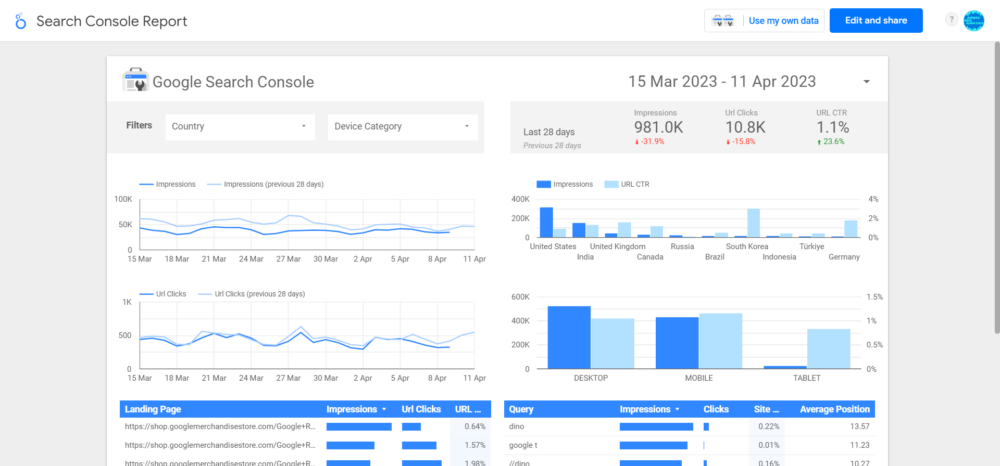 Search Console Report
Use my own data
Edit and share
?
ARNAV
NEIL
IGNATIUS
Google Search Console
15 Mar 2023 - 11 Apr 2023
Filters
Country
Device Category
Last 28 days
Previous 28 days
Impressions
981.0K
-31.9%
Url Clicks
10.8K
-15.8%
URL CTR
1.1%
23.6%
Impressions Impressions (previous 28 days)
100K
50K
0
15 Mar 18 Mar 21 Mar 24 Mar 27 Mar 30 Mar 2 Apr 5 Apr 8 Apr 11 Apr
Impressions URL CTR
400K 4%
200K 2%
0 0%
United States United Kingdom Russia South Korea Türkiye
India Canada Brazil Indonesia Germany
Url Clicks Url Clicks (previous 28 days)
1K
500
0
15 Mar 18 Mar 21 Mar 24 Mar 27 Mar 30 Mar 2 Apr 5 Apr 8 Apr 11 Apr
600K 1.5%
400K 1%
200K 0.5%
0 0%
DESKTOP MOBILE TABLET
Landing Page Impressions Url Clicks URL ...
https://shop.googlemerchandisestore.com/Google+R... 0.64%
https://shop.googlemerchandisestore.com/Google+R... 1.57%
https://shop.googlemerchandisestore.com/Google+R... 1.98%
Query Impressions Clicks Site ... Average Position
dino 0.22% 13.57
google t 0.01% 11.23
//dino 0.16% 10.27